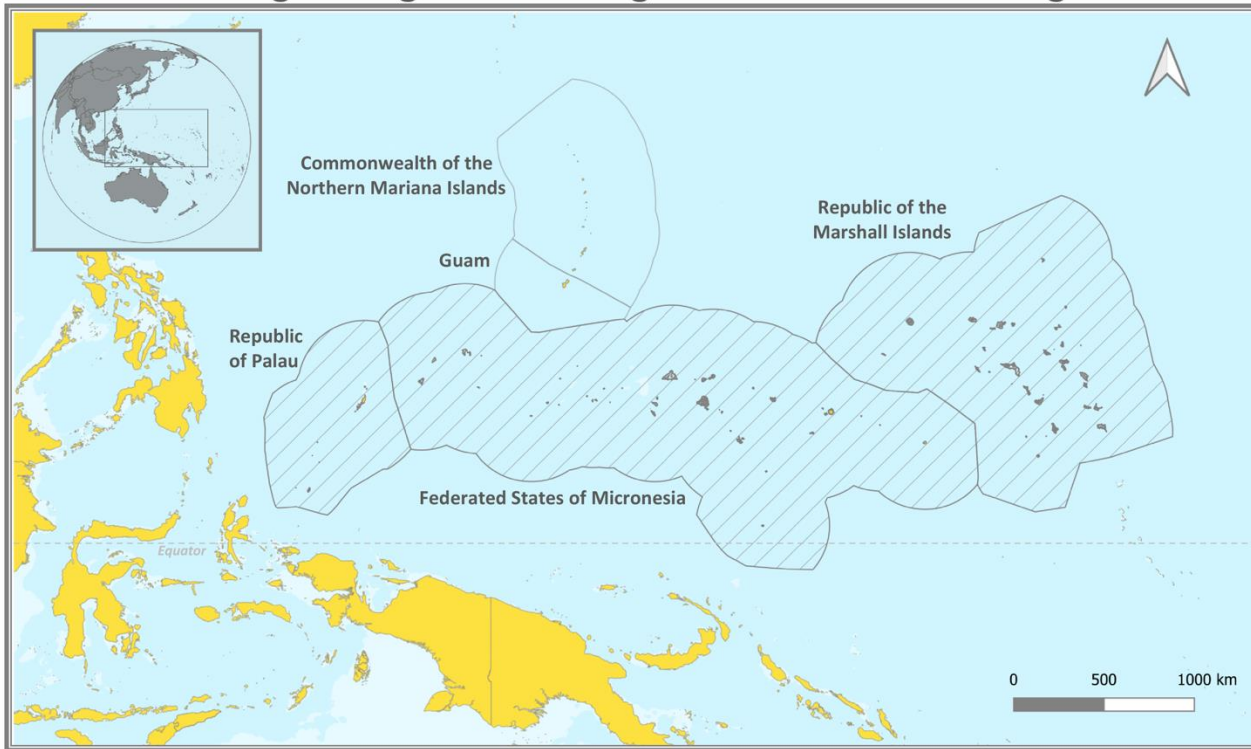 Commonwealth of the
Northern Mariana Islands
Guam
Republic of the
Marshall Islands
Republic
of Palau
Federated States of Micronesia
Equator
0 500 1000 km